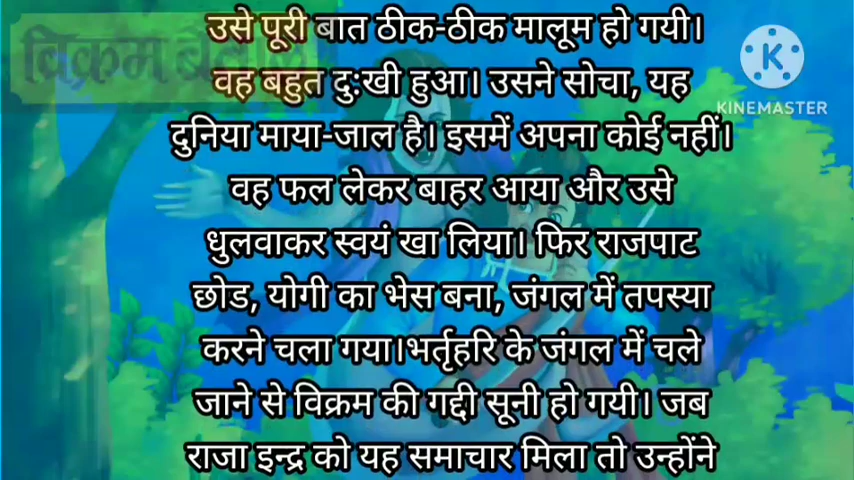 विक्रम बेताल
उसे पूरी बात ठीक-ठीक मालूम हो गयी।
वह बहुत दु:खी हुआ। उसने सोचा, यह
दुनिया माया-जाल है। इसमें अपना कोई नहीं।
वह फल लेकर बाहर आया और उसे
धुलवाकर स्वयं खा लिया। फिर राजपाट
छोड, योगी का भेस बना, जंगल में तपस्या
करने चला गया।भर्तृहरि के जंगल में चले
जाने से विक्रम की गद्दी सूनी हो गयी। जब
राजा इन्द्र को यह समाचार मिला तो उन्होंने
K
KINEMASTER